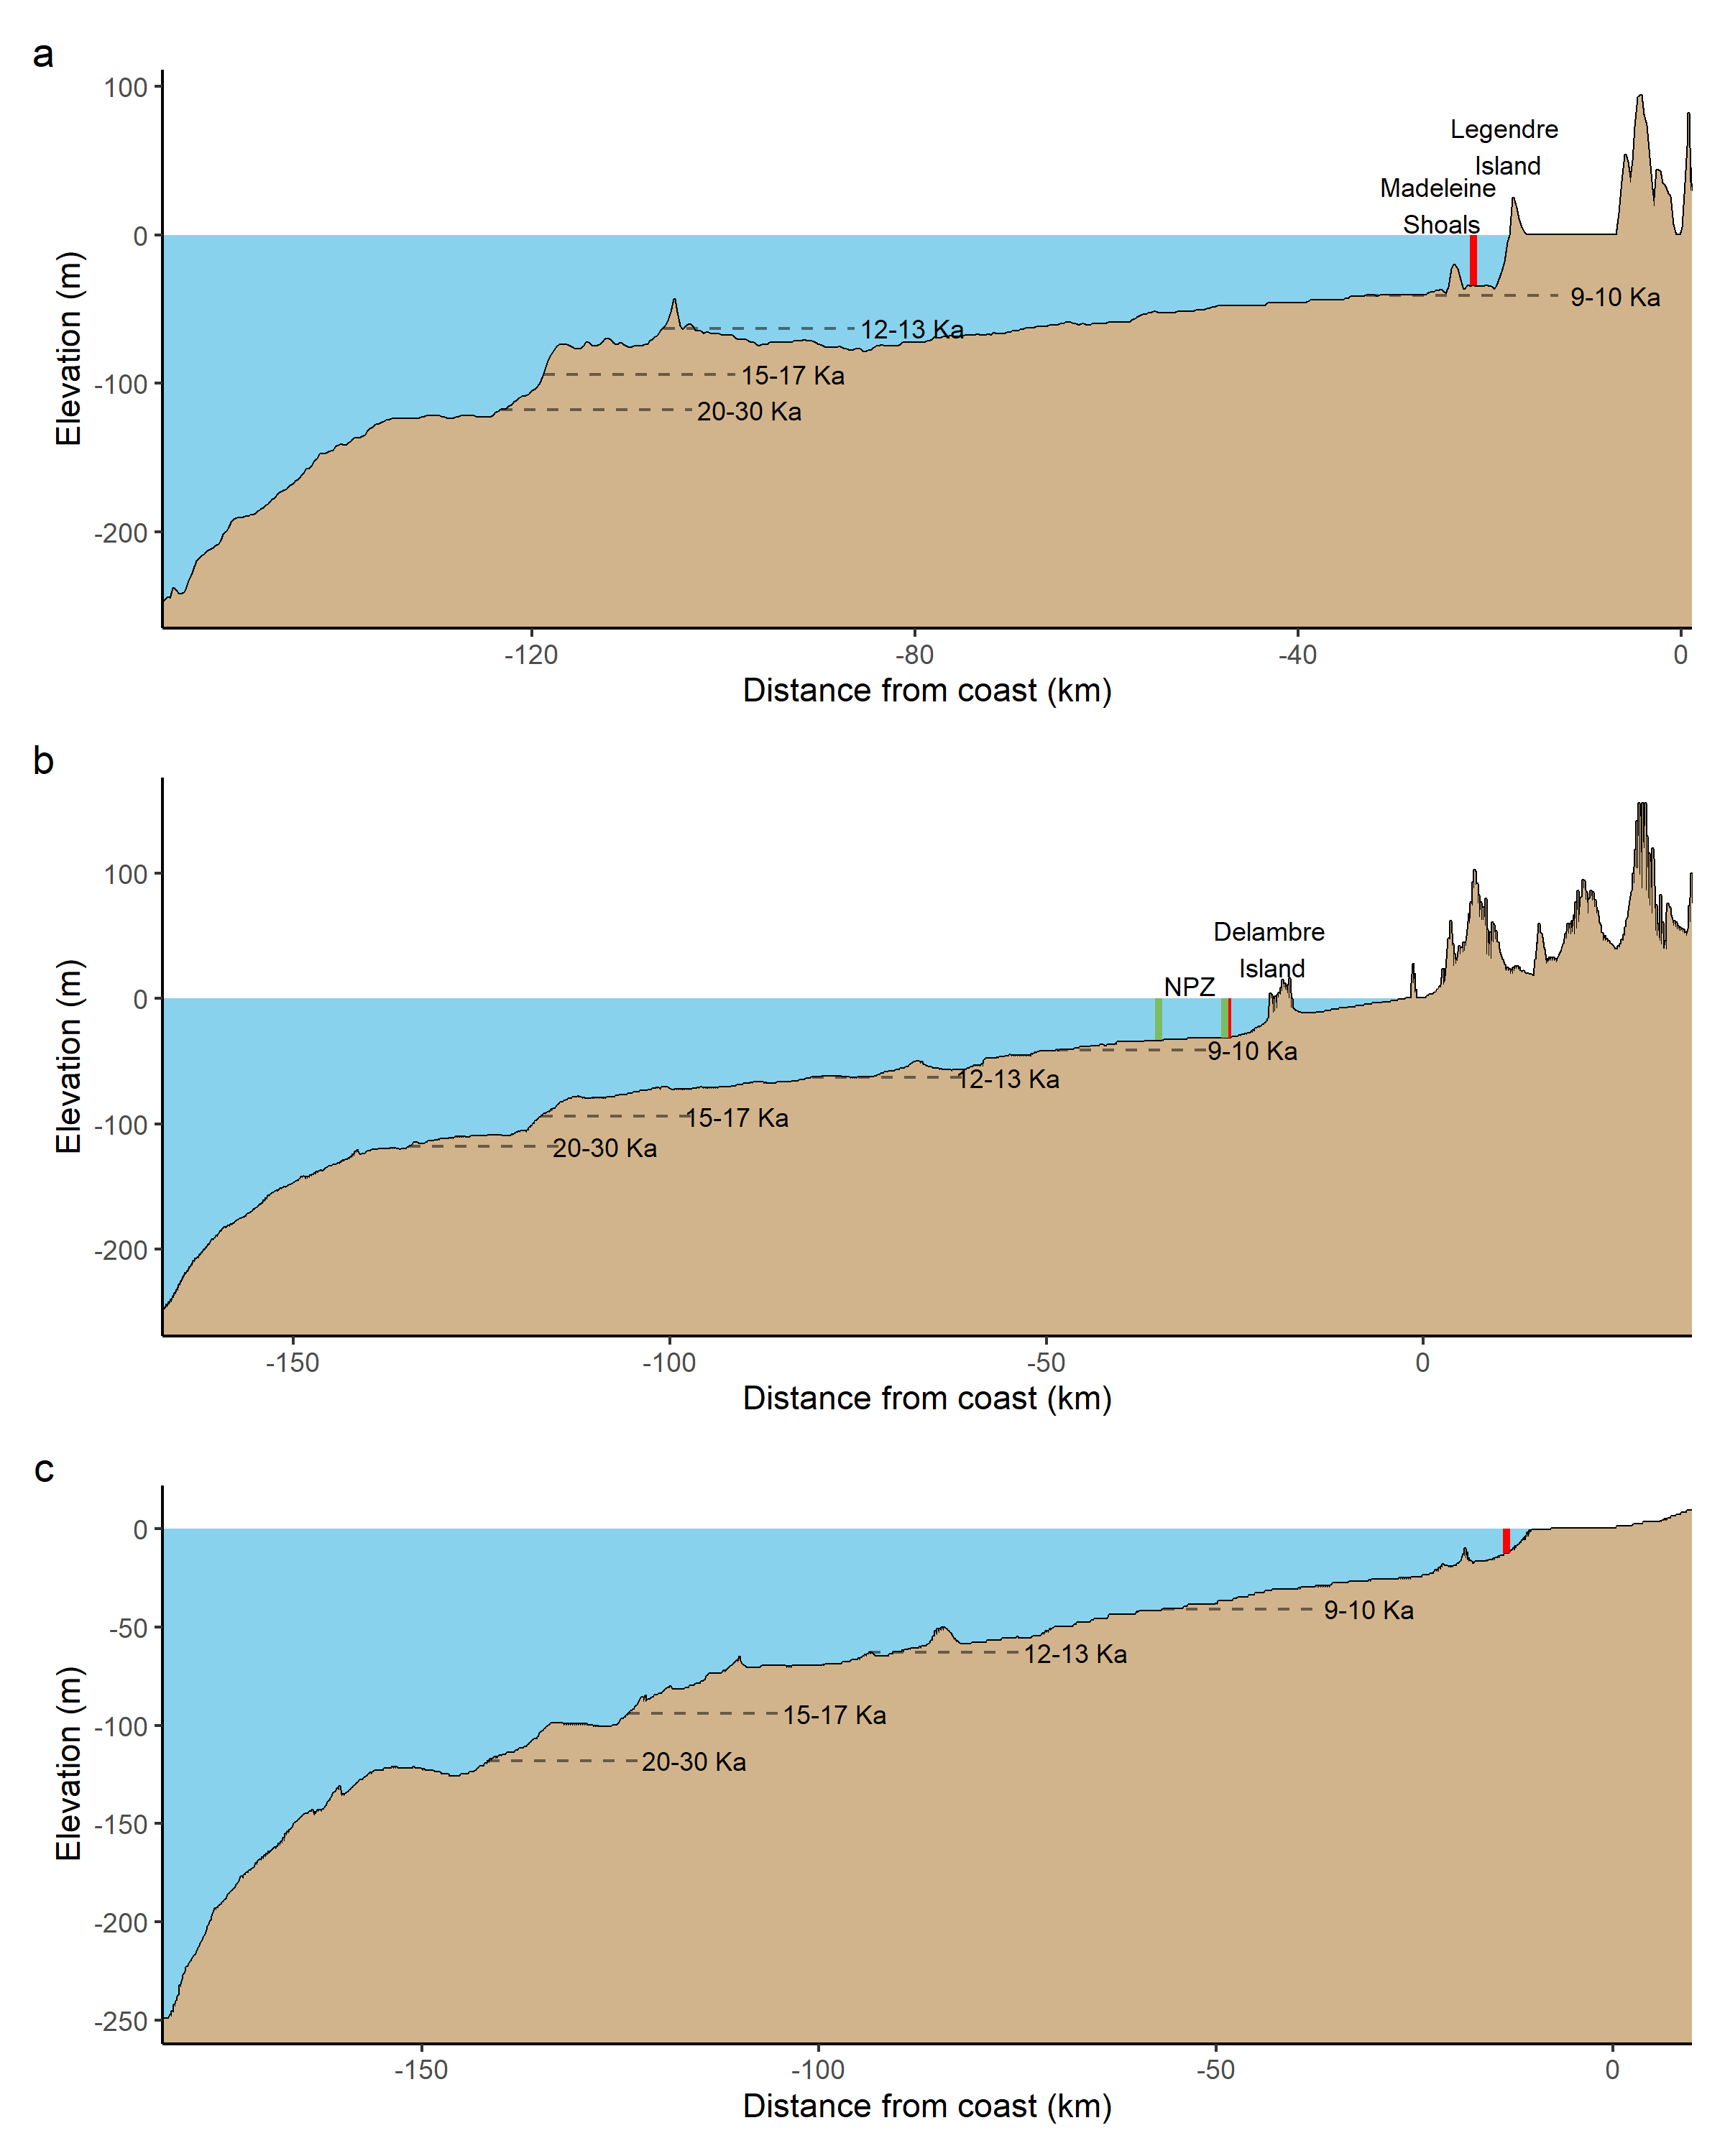 a
100
Legendre
Island
Madeleine
Shoals
0
9-10 Ka
12-13 Ka
15-17 Ka
-100
20-30 Ka
-200
Elevation (m)
-120
-80
-40
0
Distance from coast (km)
b
100
Delambre
Island
NPZ
0
9-10 Ka
12-13 Ka
-100
15-17 Ka
20-30 Ka
-200
Elevation (m)
-150
-100
-50
0
Distance from coast (km)
c
0
9-10 Ka
-50
12-13 Ka
15-17 Ka
-100
20-30 Ka
-150
-200
-250
Elevation (m)
-150
-100
-50
0
Distance from coast (km)